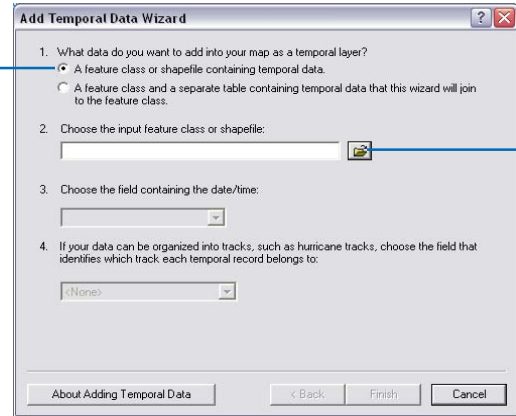 Add Temporal Data Wizard
1. What data do you want to add into your map as a temporal layer?
A feature class or shapefile containing temporal data.
A feature class and a separate table containing temporal data that this wizard will join
to the feature class.
2. Choose the input feature class or shapefile:
3. Choose the field containing the date/time:
4. If your data can be organized into tracks, such as hurricane tracks, choose the field that
identifies which track each temporal record belongs to:
<None>
About Adding Temporal Data < Back Finish Cancel